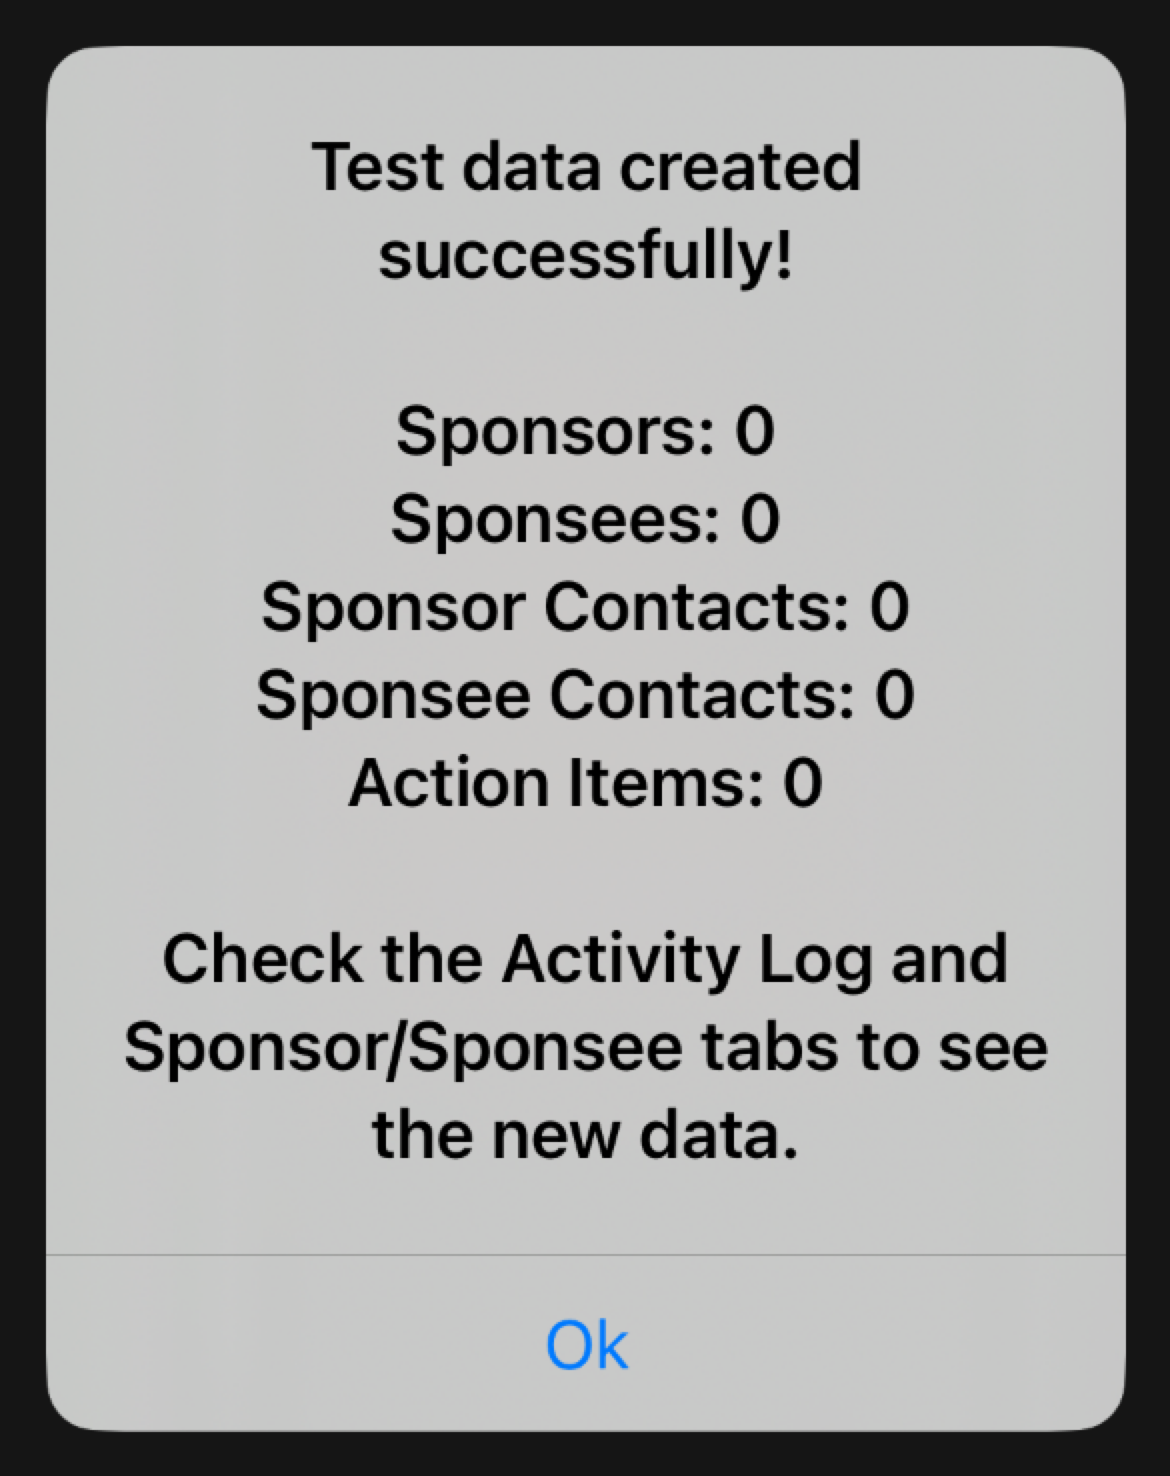 Test data created
successfully!
Sponsors: 0
Sponsees: 0
Sponsor Contacts: 0
Sponsee Contacts: 0
Action Items: 0
Check the Activity Log and
Sponsor/Sponsee tabs to see
the new data.
Ok